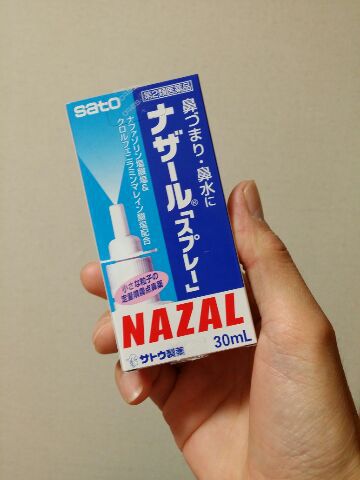 sato
第2類医薬品
鼻づまり・鼻水に
ナザール®「スプレー」
ナファゾリン塩酸塩&
クロルフェニラミンマレイン酸塩配合
小さな粒子の
定量噴霧点鼻薬
NAZAL
サトウ製薬
30mL